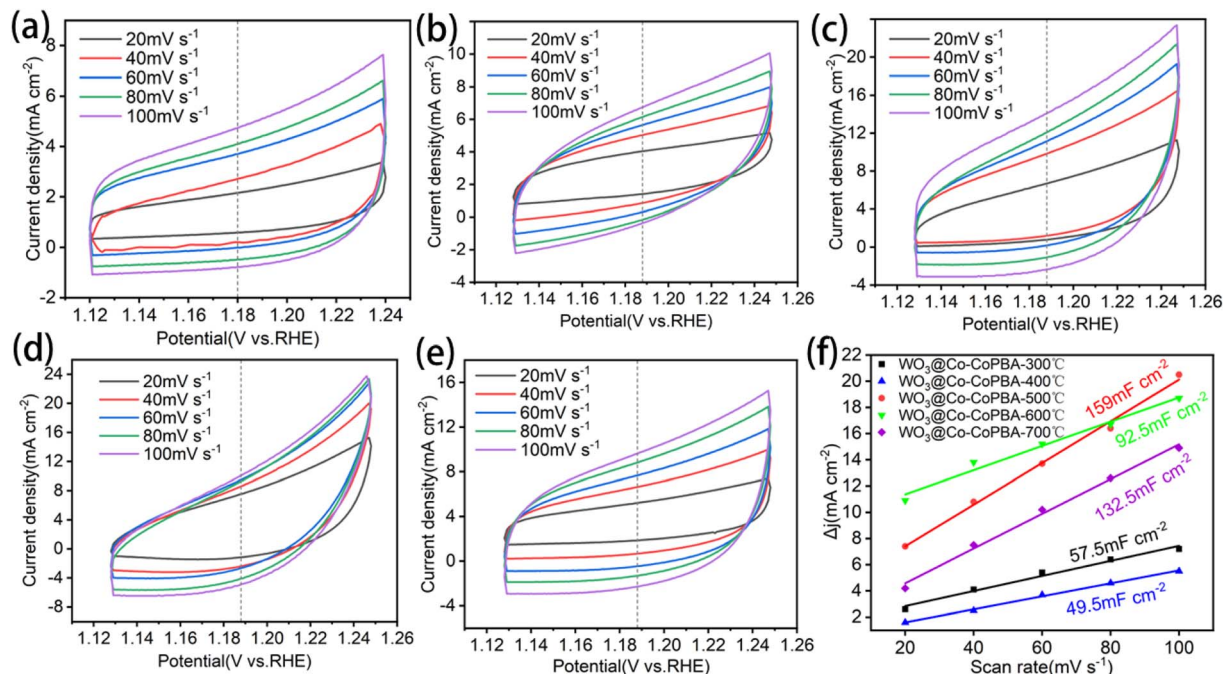 (a)
8
6
4
2
0
-2
Current density(mA cm⁻²)
20mV s⁻¹
40mV s⁻¹
60mV s⁻¹
80mV s⁻¹
100mV s⁻¹
1.12 1.14 1.16 1.18 1.20 1.22 1.24
Potential(V vs.RHE)
(b)
10
8
6
4
2
0
-2
-4
Current density(mA cm⁻²)
20mV s⁻¹
40mV s⁻¹
60mV s⁻¹
80mV s⁻¹
100mV s⁻¹
1.12 1.14 1.16 1.18 1.20 1.22 1.24 1.26
Potential(V vs.RHE)
(c)
20
16
12
8
4
0
-4
Current density(mA cm⁻²)
20mV s⁻¹
40mV s⁻¹
60mV s⁻¹
80mV s⁻¹
100mV s⁻¹
1.12 1.14 1.16 1.18 1.20 1.22 1.24 1.26
Potential(V vs.RHE)
(d)
24
20
16
12
8
4
0
-4
-8
Current density(mA cm⁻²)
20mV s⁻¹
40mV s⁻¹
60mV s⁻¹
80mV s⁻¹
100mV s⁻¹
1.12 1.14 1.16 1.18 1.20 1.22 1.24 1.26
Potential(V vs.RHE)
(e)
16
12
8
4
0
-4
Current density(mA cm⁻²)
20mV s⁻¹
40mV s⁻¹
60mV s⁻¹
80mV s⁻¹
100mV s⁻¹
1.12 1.14 1.16 1.18 1.20 1.22 1.24 1.26
Potential(V vs.RHE)
(f)
22
20
18
16
14
12
10
8
6
4
2
Δj(mA cm⁻²)
WO₃@Co-CoPBA-300℃
WO₃@Co-CoPBA-400℃
WO₃@Co-CoPBA-500℃
WO₃@Co-CoPBA-600℃
WO₃@Co-CoPBA-700℃
159mF cm⁻²
92.5mF cm⁻²
132.5mF cm⁻²
57.5mF cm⁻²
49.5mF cm⁻²
20 40 60 80 100
Scan rate(mV s⁻¹)